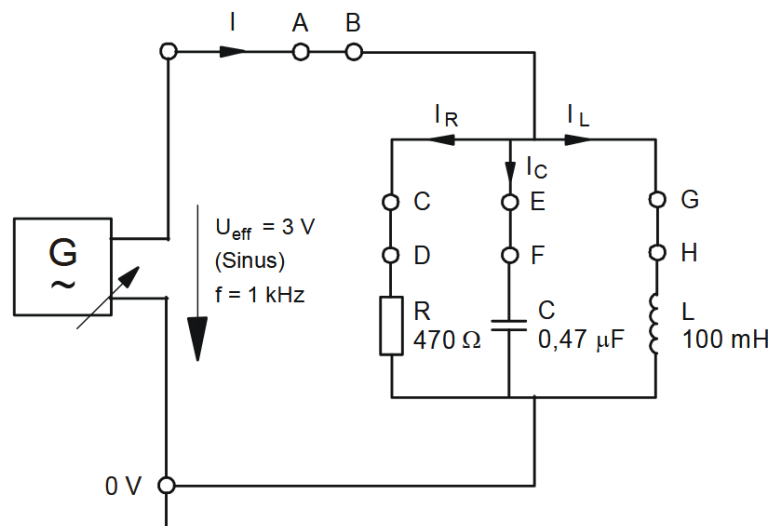 I
A
B
I R
I L
I C
C
E
G
D
F
H
G
~
U eff = 3 V
(Sinus)
f = 1 kHz
R
470 Ω
C
0,47 μF
L
100 mH
0 V